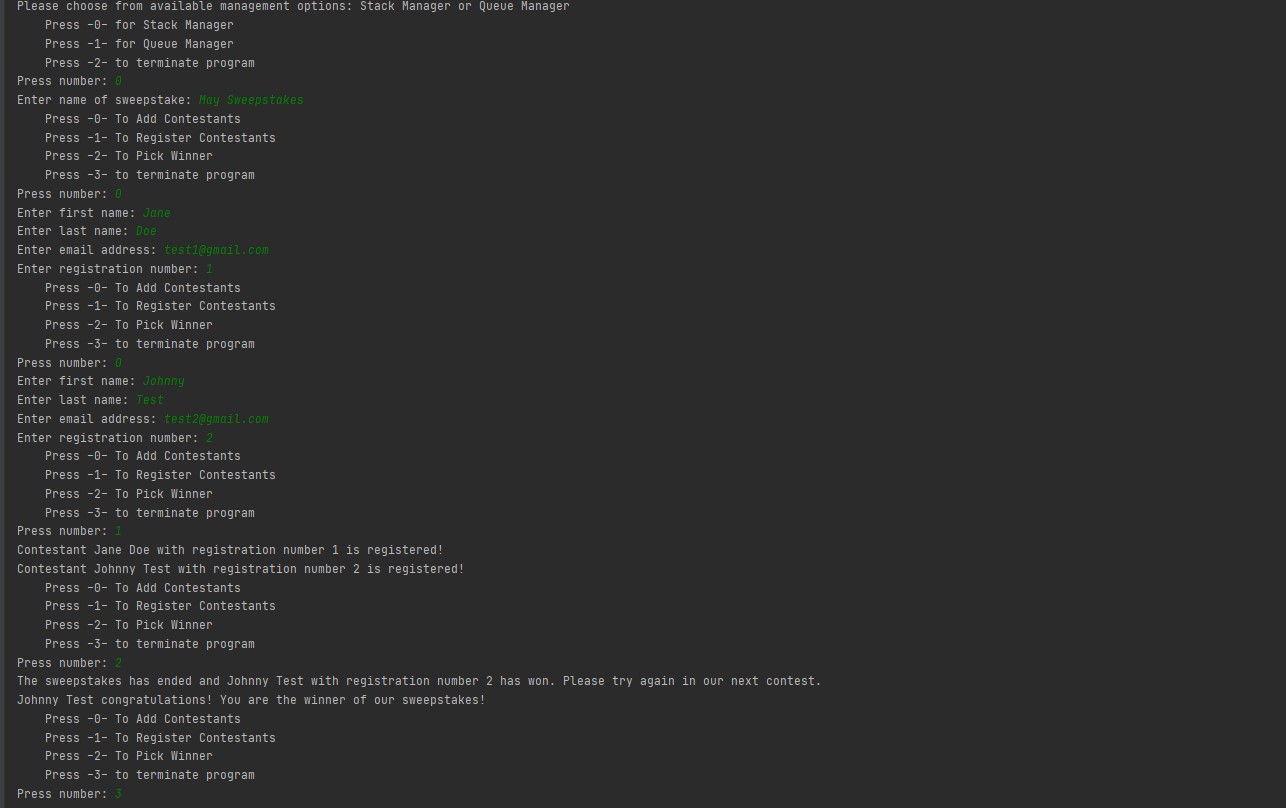 Please choose from available management options: Stack Manager or Queue Manager
Press -0- for Stack Manager
Press -1- for Queue Manager
Press -2- to terminate program
Press number: 0
Enter name of sweepstake: May Sweepstakes
Press -0- To Add Contestants
Press -1- To Register Contestants
Press -2- To Pick Winner
Press -3- to terminate program
Press number: 0
Enter first name: Jane
Enter last name: Doe
Enter email address: test1@gmail.com
Enter registration number: 1
Press -0- To Add Contestants
Press -1- To Register Contestants
Press -2- To Pick Winner
Press -3- to terminate program
Press number: 0
Enter first name: Johnny
Enter last name: Test
Enter email address: test2@gmail.com
Enter registration number: 2
Press -0- To Add Contestants
Press -1- To Register Contestants
Press -2- To Pick Winner
Press -3- to terminate program
Press number: 1
Contestant Jane Doe with registration number 1 is registered!
Contestant Johnny Test with registration number 2 is registered!
Press -0- To Add Contestants
Press -1- To Register Contestants
Press -2- To Pick Winner
Press -3- to terminate program
Press number: 2
The sweepstakes has ended and Johnny Test with registration number 2 has won. Please try again in our next contest.
Johnny Test congratulations! You are the winner of our sweepstakes!
Press -0- To Add Contestants
Press -1- To Register Contestants
Press -2- To Pick Winner
Press -3- to terminate program
Press number: 3